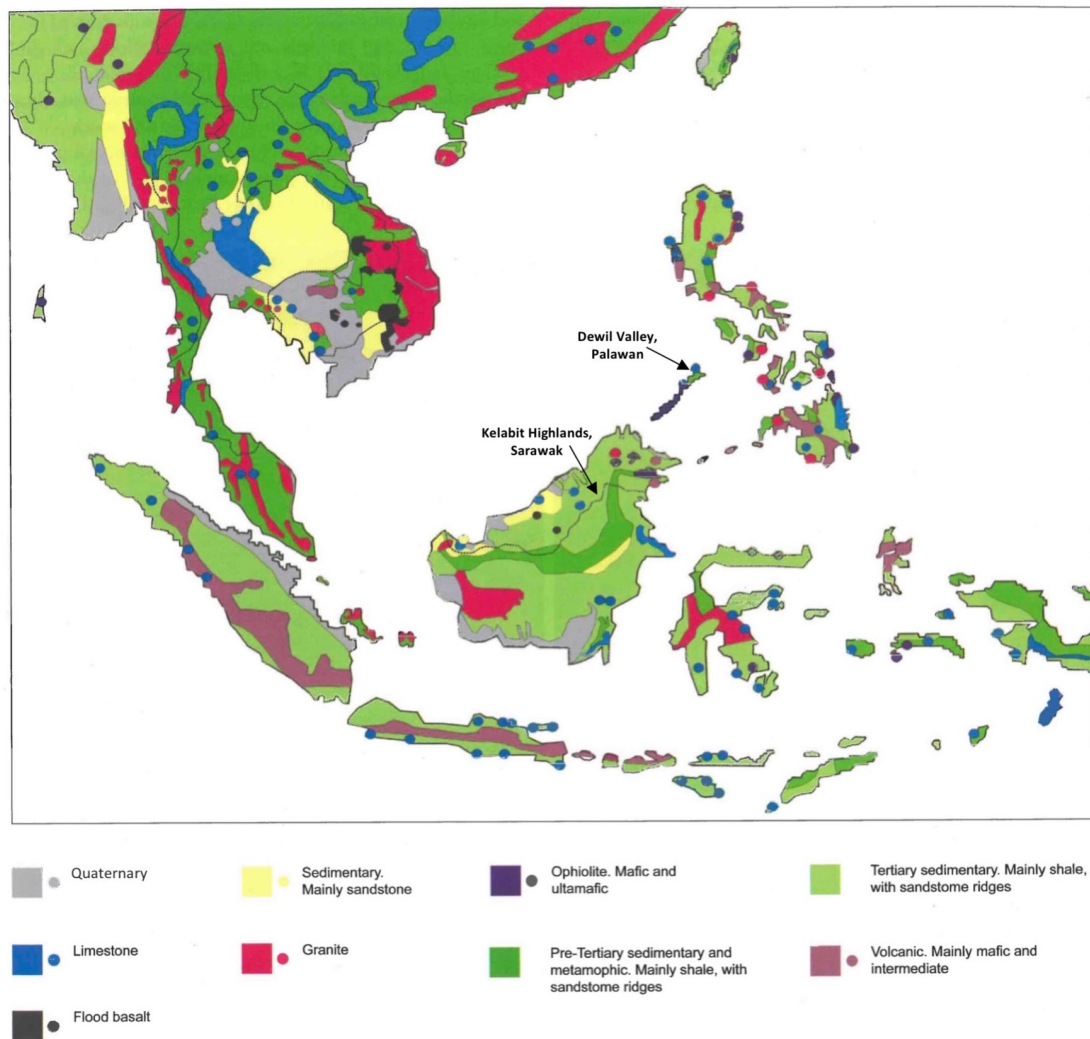 Dewil Valley,
Palawan
Kelabit Highlands,
Sarawak
Quaternary
Sedimentary.
Mainly sandstone
Ophiolite. Mafic and
ultamafic
Tertiary sedimentary. Mainly shale,
with sandstome ridges
Limestone
Granite
Pre-Tertiary sedimentary and
metamophic. Mainly shale, with
sandstome ridges
Volcanic. Mainly mafic and
intermediate
Flood basalt